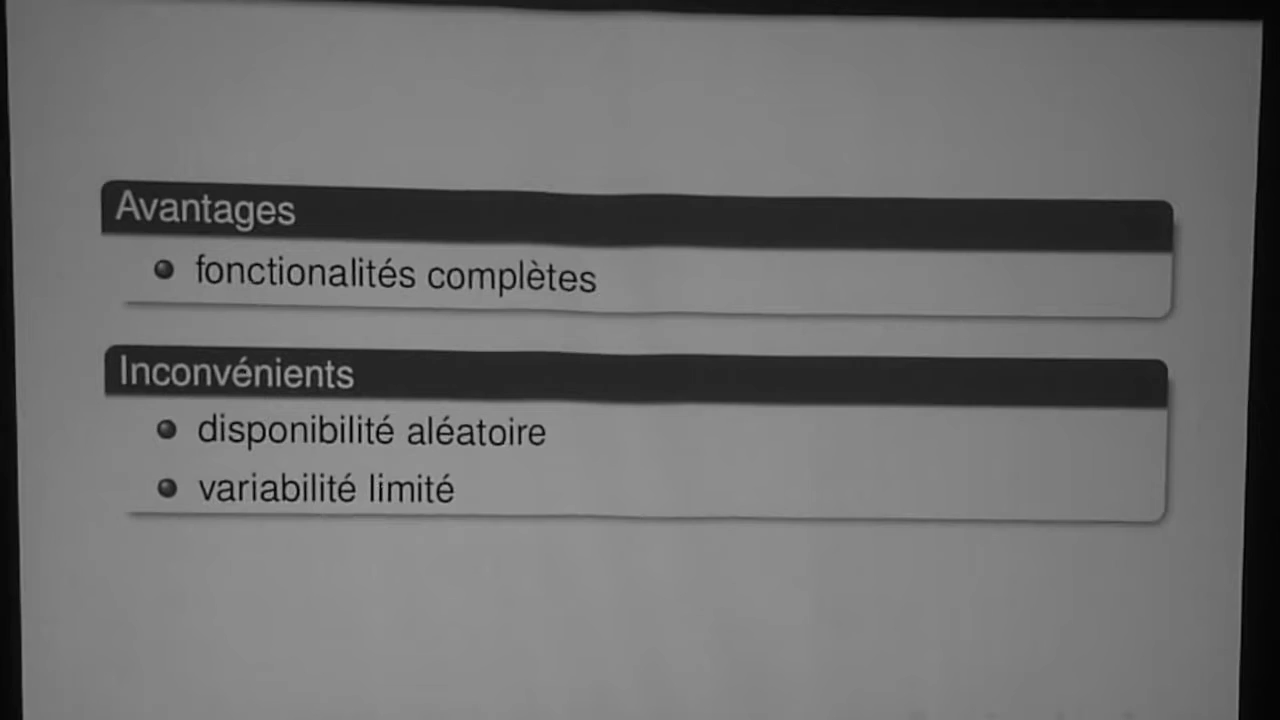 Avantages
fonctionalités complètes
Inconvénients
disponibilité aléatoire
variabilité limité